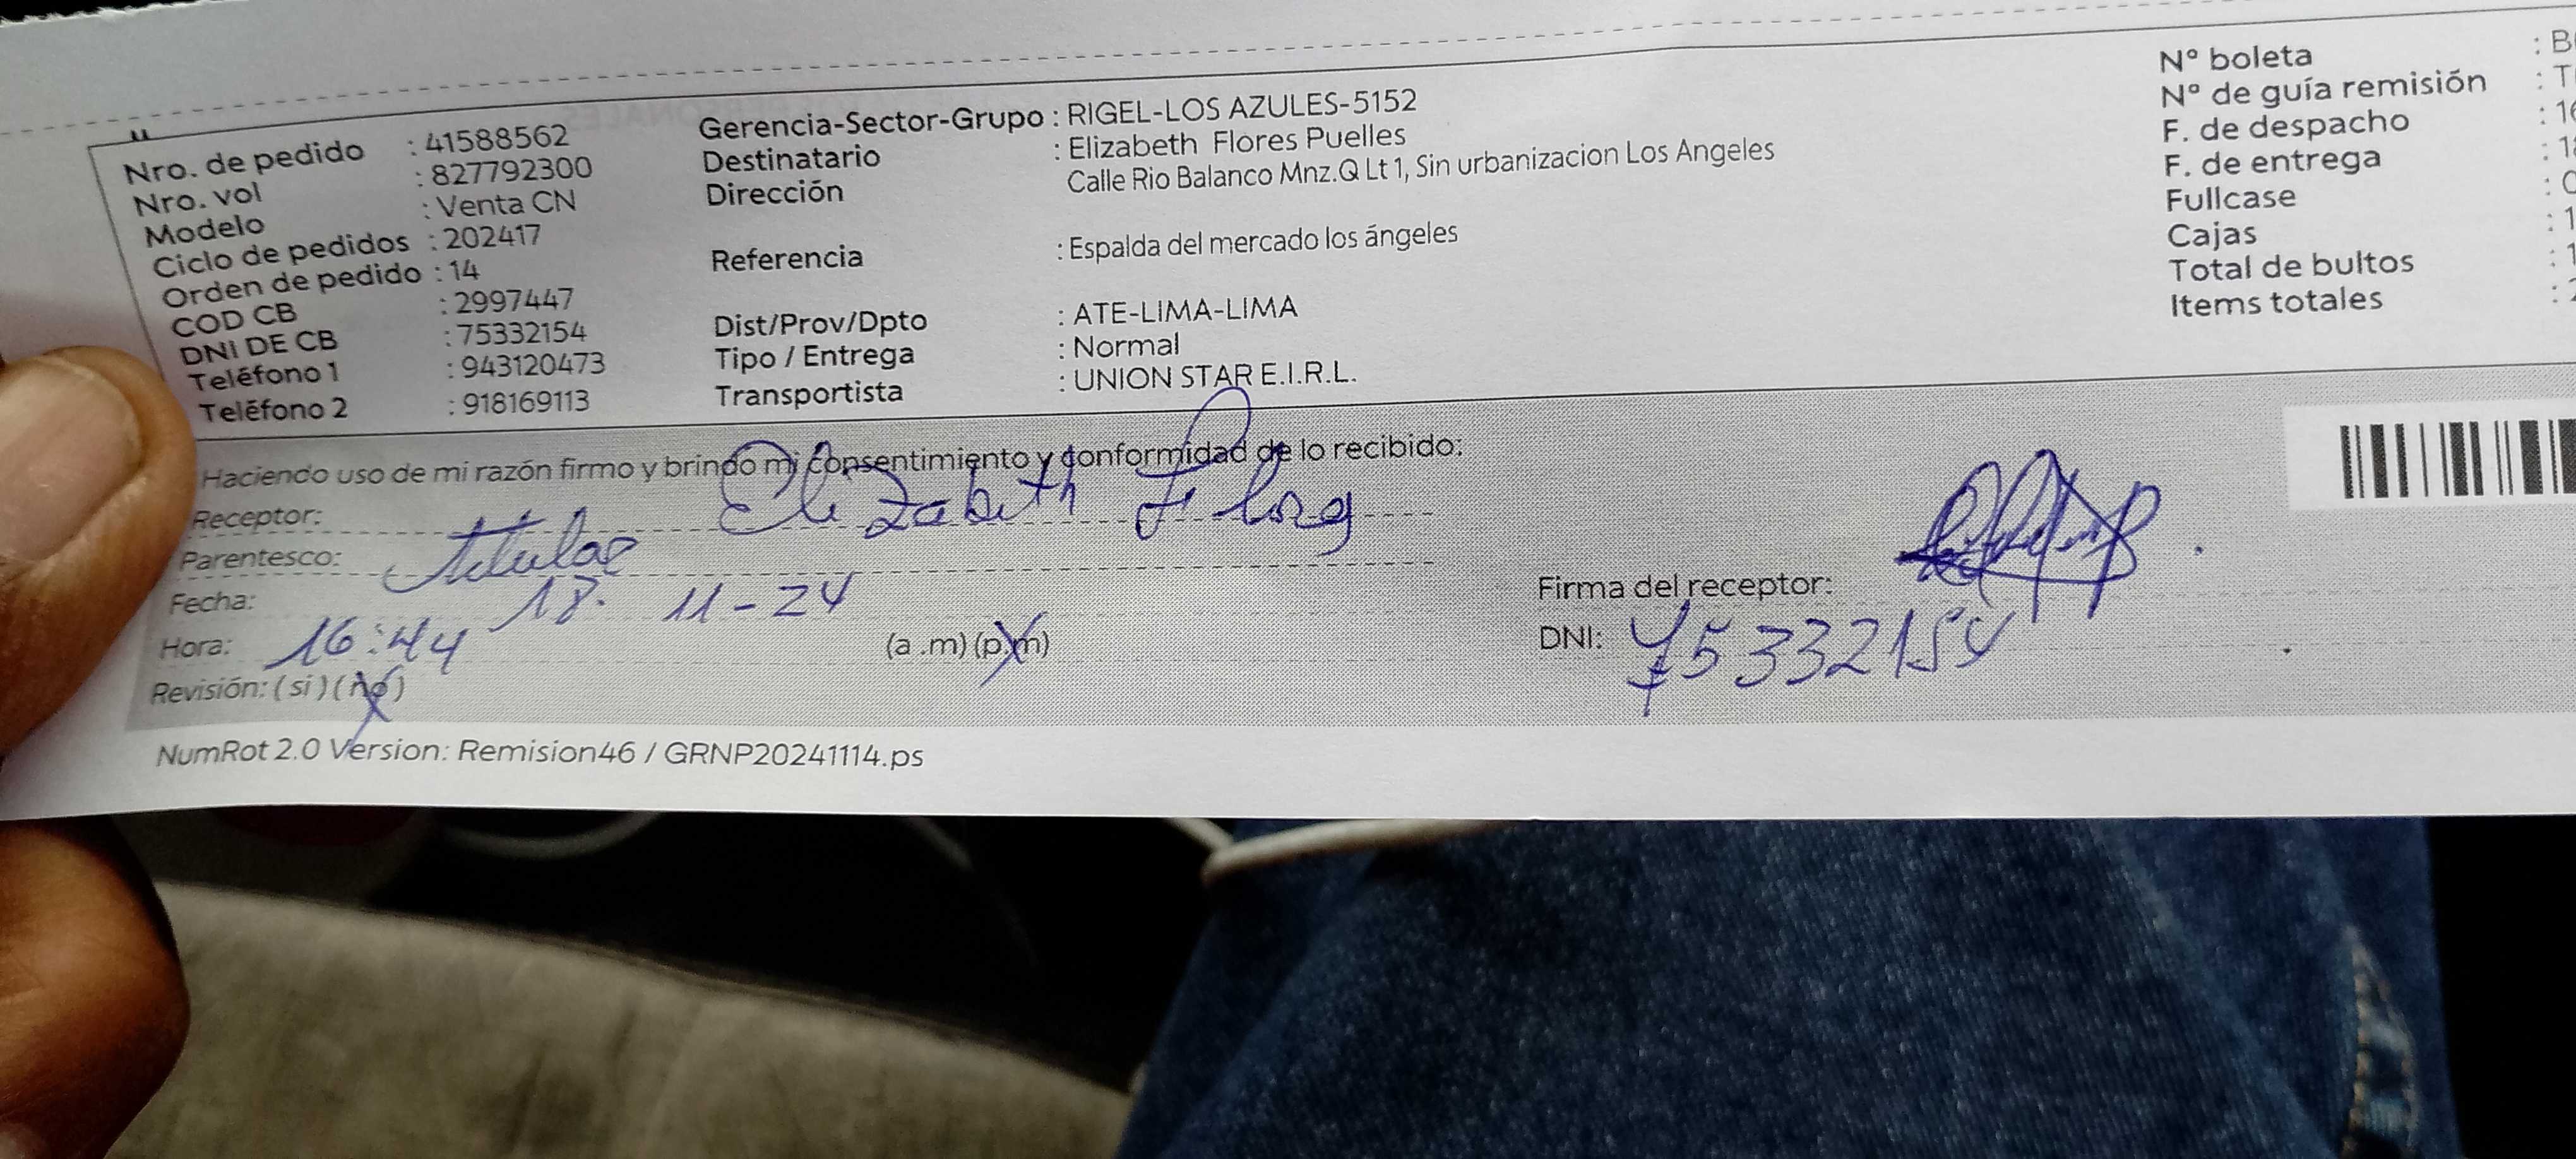 Nro. de pedido : 41588562
Nro. vol : 827792300
Modelo : Venta CN
Ciclo de pedidos : 202417
Orden de pedido : 14
COD CB : 2997447
DNI DE CB : 75332154
Teléfono 1 : 943120473
Teléfono 2 : 918169113
Gerencia-Sector-Grupo : RIGEL-LOS AZULES-5152
Destinatario : Elizabeth Flores Puelles
Dirección Calle Rio Balanco Mnz.Q Lt 1, Sin urbanizacion Los Angeles
Referencia : Espalda del mercado los ángeles
Dist/Prov/Dpto : ATE-LIMA-LIMA
Tipo / Entrega : Normal
Transportista : UNION STAR E.I.R.L.
Nº boleta : B
Nº de guía remisión : T
F. de despacho : 16
F. de entrega : 18
Fullcase :
Cajas : 1
Total de bultos : 1
Items totales : 2
Haciendo uso de mi razón firmo y brindo mi consentimiento y conformidad de lo recibido:
Receptor: Elizabeth
Parentesco: titular
Fecha: 18. 11-24
Hora: 16:44 (a .m) (p.m)
Revisión: (si) (no)
Firma del receptor:
DNI: 75332154
NumRot 2.0 Version: Remision46 / GRNP20241114.ps